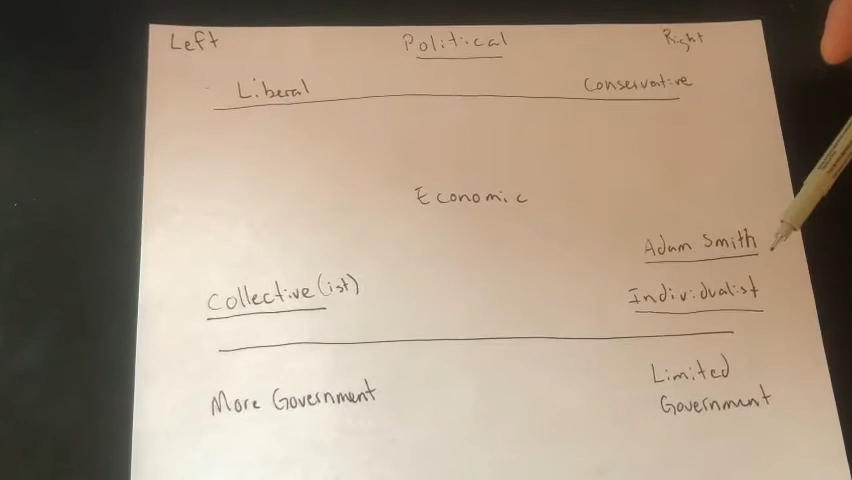 Left Political Right
Liberal Conservative
Economic
Adam Smith
Collective(ist) Individualist
More Government Limited
Government